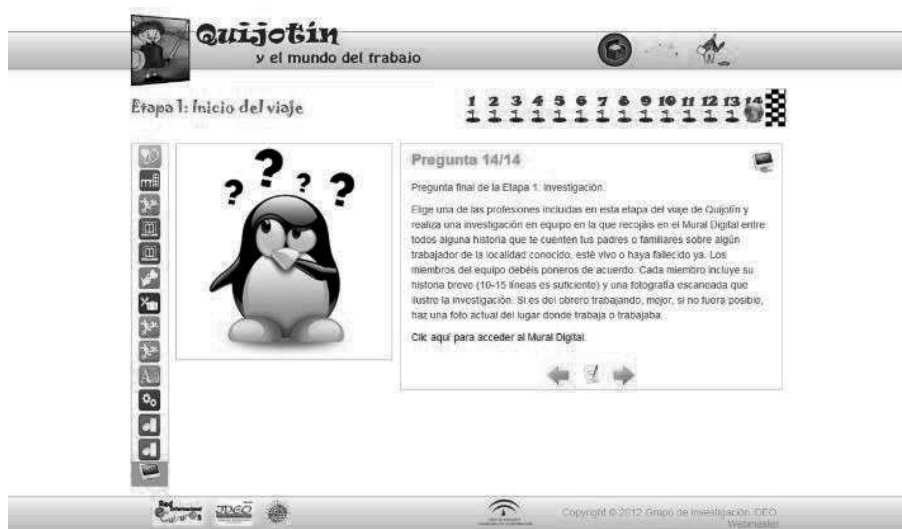 Quijotín
y el mundo del trabajo
Etapa 1: Inicio del viaje
1 2 3 4 5 6 7 8 9 10 11 12 13 14
Pregunta 14/14
Pregunta final de la Etapa 1: Investigación.
Elige una de las profesiones incluidas en esta etapa del viaje de Quijotín y
realiza una investigación en equipo en la que recojáis en el Mural Digital entre
todos alguna historia que te cuenten tus padres o familiares sobre algún
trabajador de la localidad conocido, esté vivo o haya fallecido ya. Los
miembros del equipo debéis poneros de acuerdo. Cada miembro incluye su
historia breve (10-15 líneas es suficiente) y una fotografía escaneada que
ilustre la investigación. Si es del obrero trabajando, mejor, si no fuera posible,
haz una foto actual del lugar donde trabaja o trabajaba.
Clic aquí para acceder al Mural Digital.
? ? ? ?
Red Internacional
IDEO
Copyright © 2012 Grupo de Investigación IDEO
Webmaster